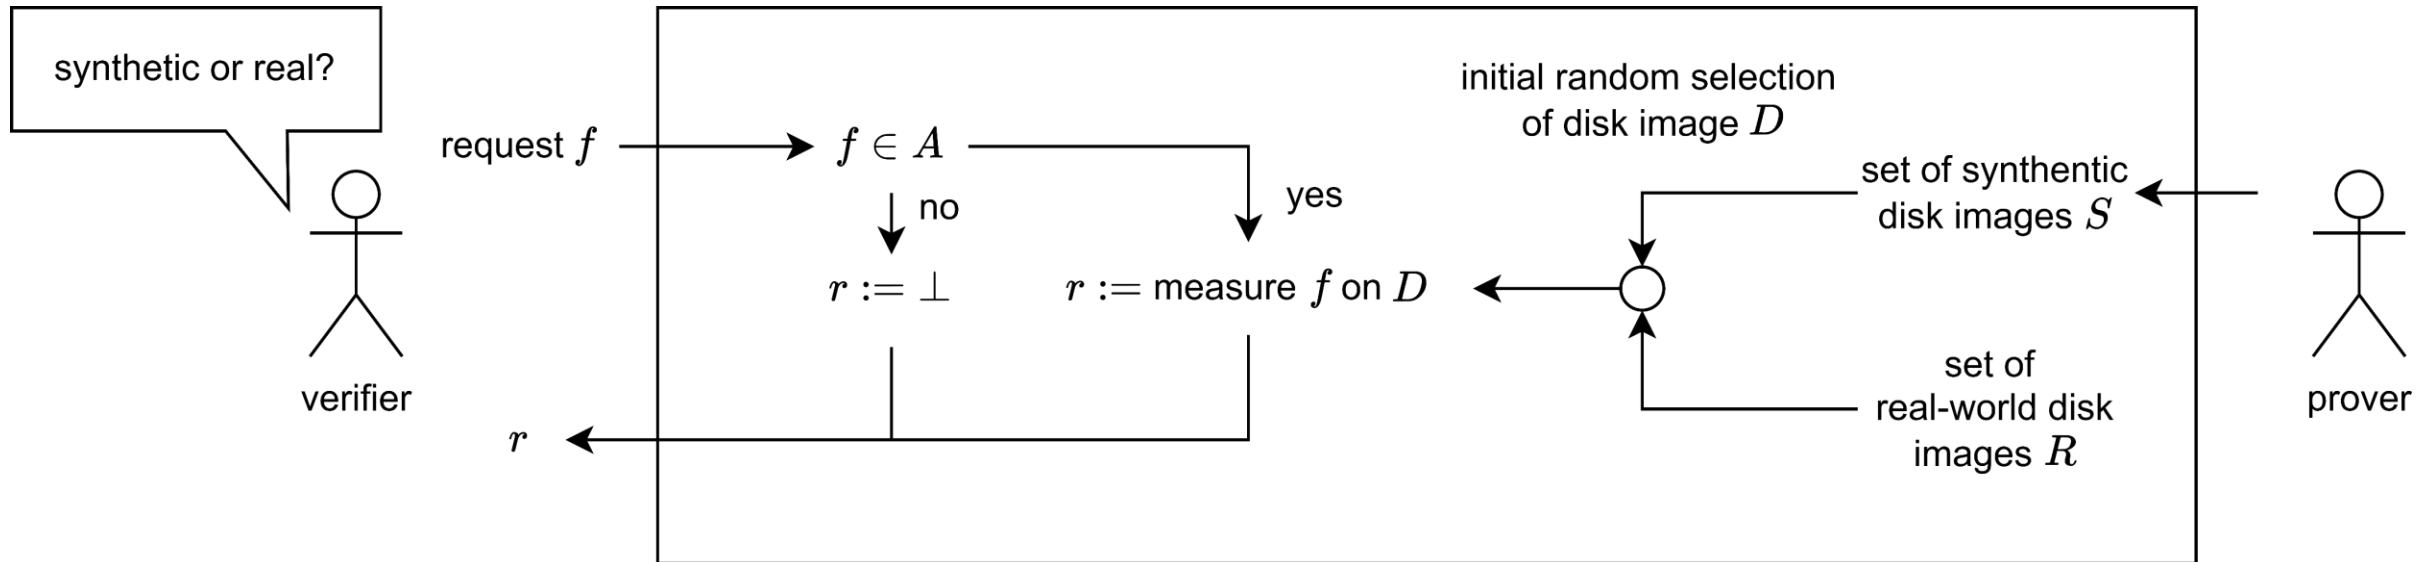 synthetic or real?
initial random selection
of disk image D
request f
f ∈ A
yes
no
set of synthentic
disk images S
r := ⊥
r := measure f on D
verifier
r
set of
real-world disk
images R
prover